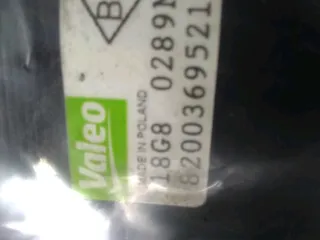 B
Valeo
MADE IN POLAND
18G8 0289N
8200369521